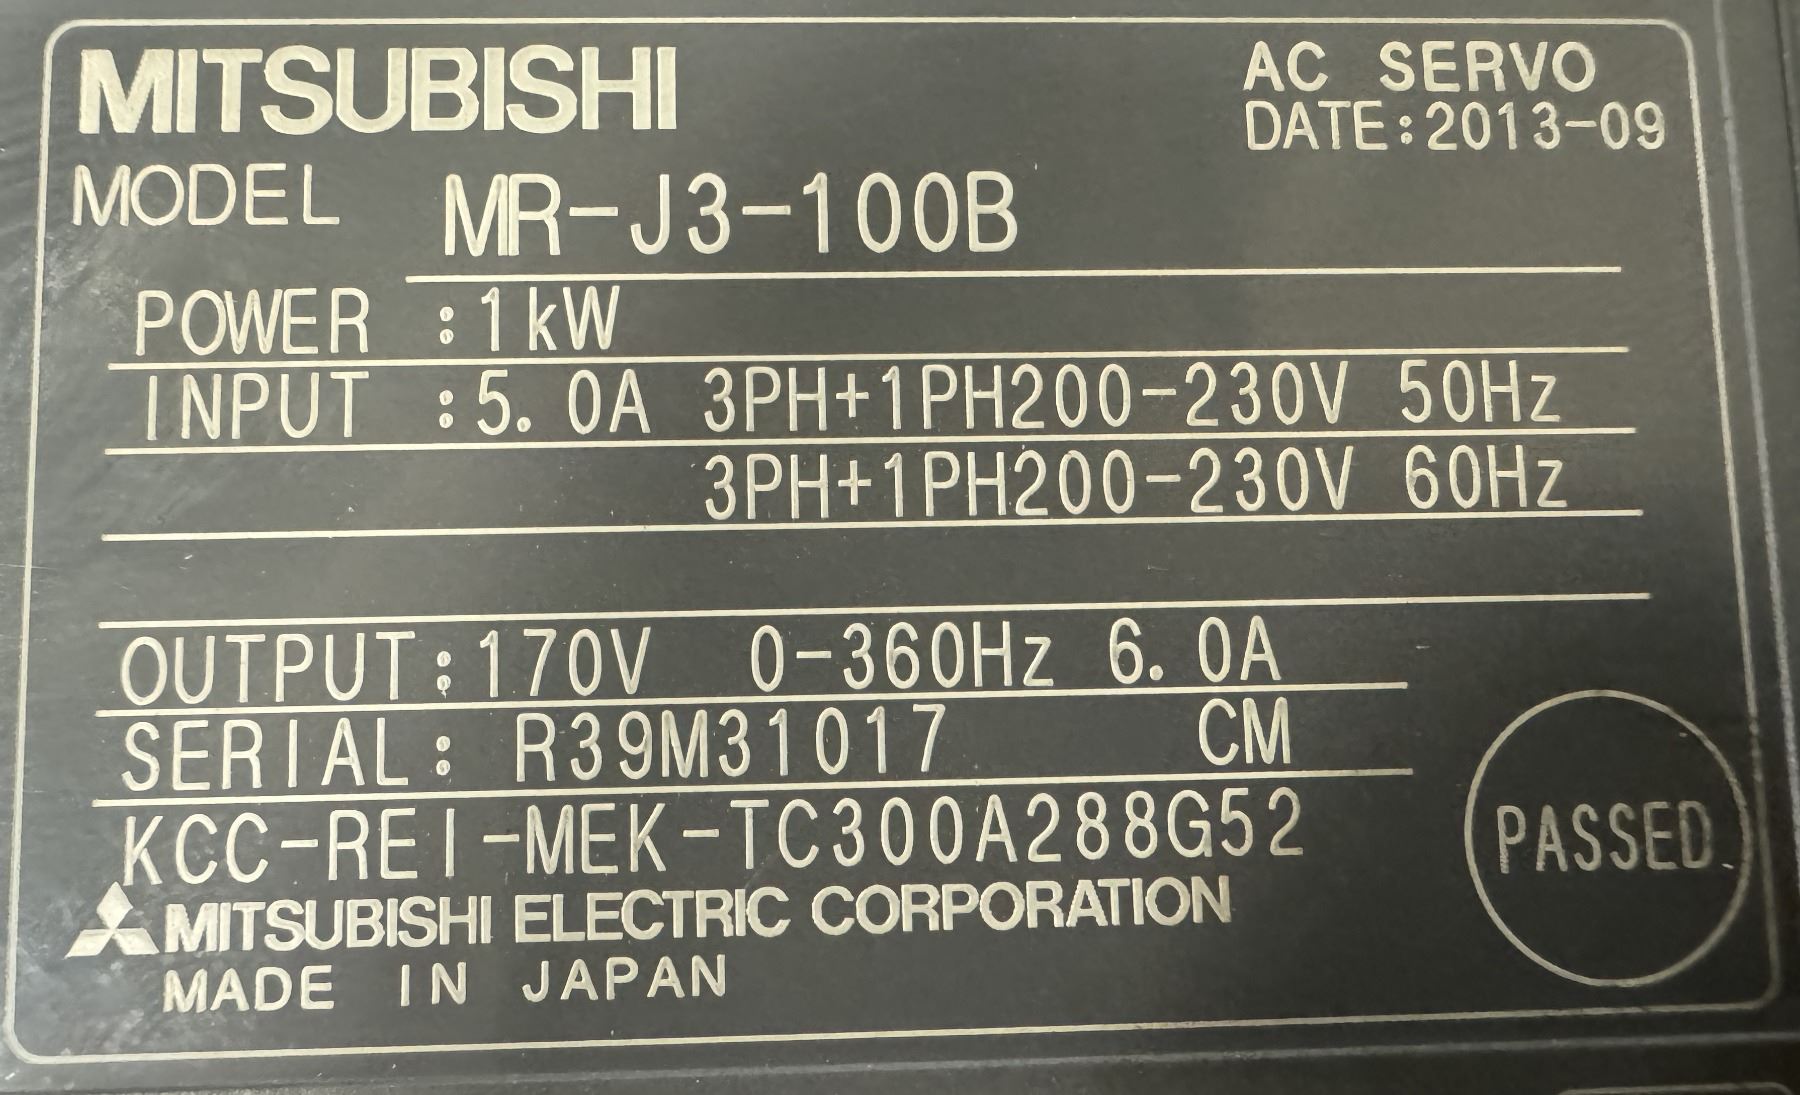 MITSUBISHI
AC SERVO
DATE:2013-09
MODEL MR-J3-100B
POWER :1kW
INPUT :5.0A 3PH+1PH200-230V 50Hz
3PH+1PH200-230V 60Hz
OUTPUT:170V 0-360Hz 6.0A
SERIAL: R39M31017 CM
KCC-REI-MEK-TC300A288G52
MITSUBISHI ELECTRIC CORPORATION
MADE IN JAPAN
PASSED